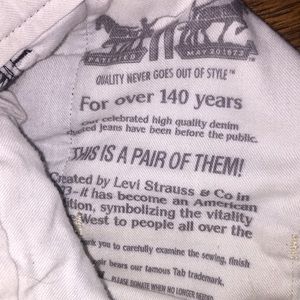 PATENTED MAY 20 1873
QUALITY NEVER GOES OUT OF STYLE™
For over 140 years
our celebrated high quality denim
jeans have been before the public.
THIS IS A PAIR OF THEM!
Created by Levi Strauss & Co in
it has become an American
symbolizing the vitality
West to people all over the
you to carefully examine the sewing, finish
bears our famous Tab trademark.
PLEASE DONATE WHEN NO LONGER